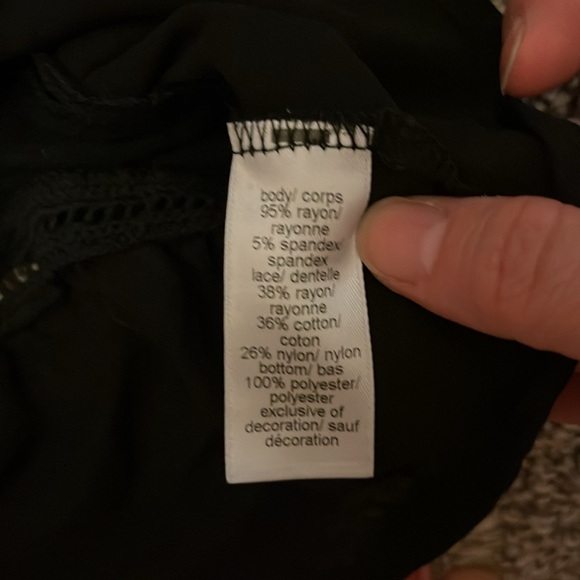 body/ corps
95% rayon/
rayonne
5% spandex/
spandex
lace/ dentelle
38% rayon/
rayonne
36% cotton/
coton
26% nylon/ nylon
bottom/ bas
100% polyester/
polyester
exclusive of
decoration/ sauf
décoration